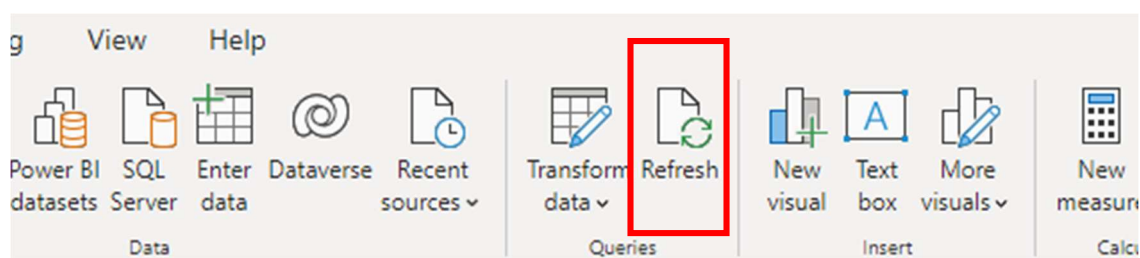 g View Help
Power BI SQL Enter Dataverse Recent Transform Refresh New Text More New
datasets Server data sources data visual box visuals measure
Data Queries Insert Calcu